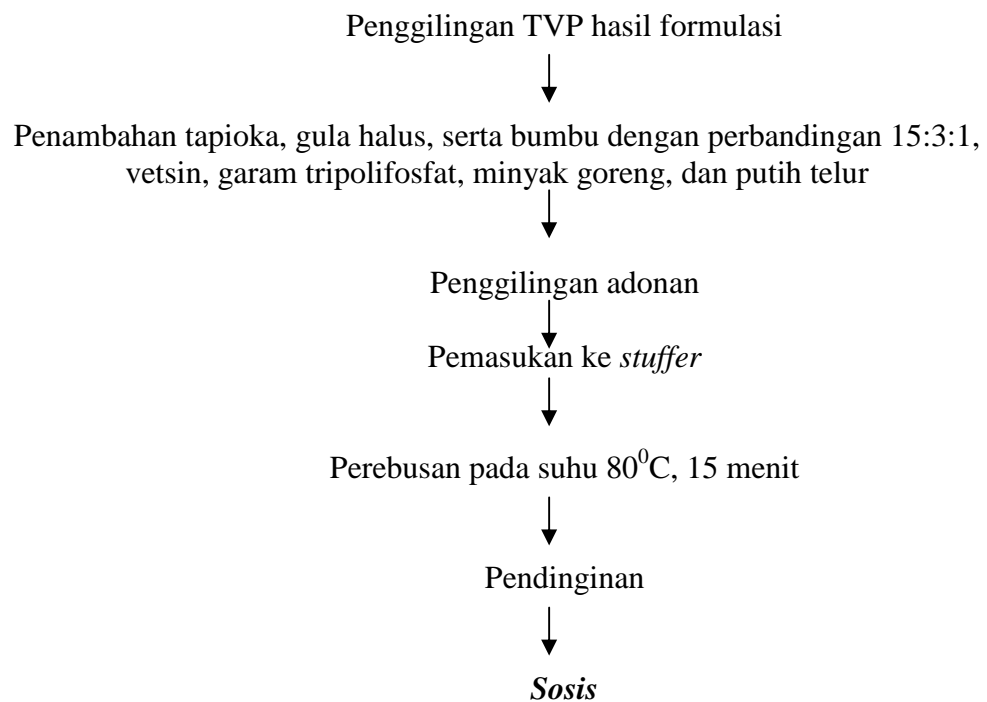 Penggilingan TVP hasil formulasi
Penambahan tapioka, gula halus, serta bumbu dengan perbandingan 15:3:1,
vetsin, garam tripolifosfat, minyak goreng, dan putih telur
Penggilingan adonan
Pemasukan ke stuffer
Perebusan pada suhu 80⁰C, 15 menit
Pendinginan
Sosis